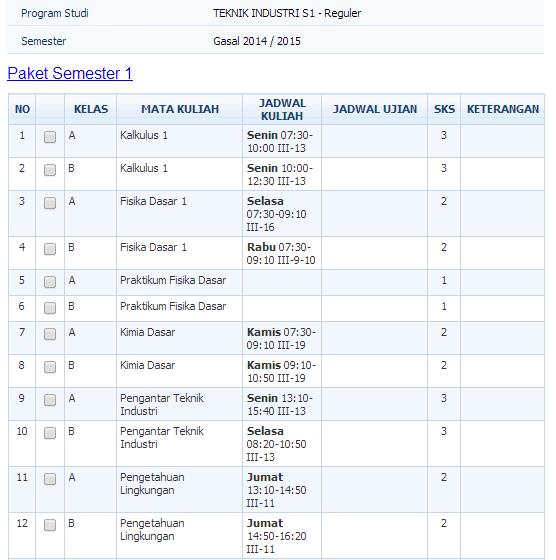 Program Studi TEKNIK INDUSTRI S1 - Reguler
Semester Gasal 2014 / 2015
Paket Semester 1
NO KELAS MATA KULIAH JADWAL KULIAH JADWAL UJIAN SKS KETERANGAN
1 A Kalkulus 1 Senin 07:30-10:00 III-13 3
2 B Kalkulus 1 Senin 10:00-12:30 III-13 3
3 A Fisika Dasar 1 Selasa 07:30-09:10 III-16 2
4 B Fisika Dasar 1 Rabu 07:30-09:10 III-9-10 2
5 A Praktikum Fisika Dasar 1
6 B Praktikum Fisika Dasar 1
7 A Kimia Dasar Kamis 07:30-09:10 III-19 2
8 B Kimia Dasar Kamis 09:10-10:50 III-19 2
9 A Pengantar Teknik Industri Senin 13:10-15:40 III-13 3
10 B Pengantar Teknik Industri Selasa 08:20-10:50 III-13 3
11 A Pengetahuan Lingkungan Jumat 13:10-14:50 III-11 2
12 B Pengetahuan Lingkungan Jumat 14:50-16:20 III-11 2